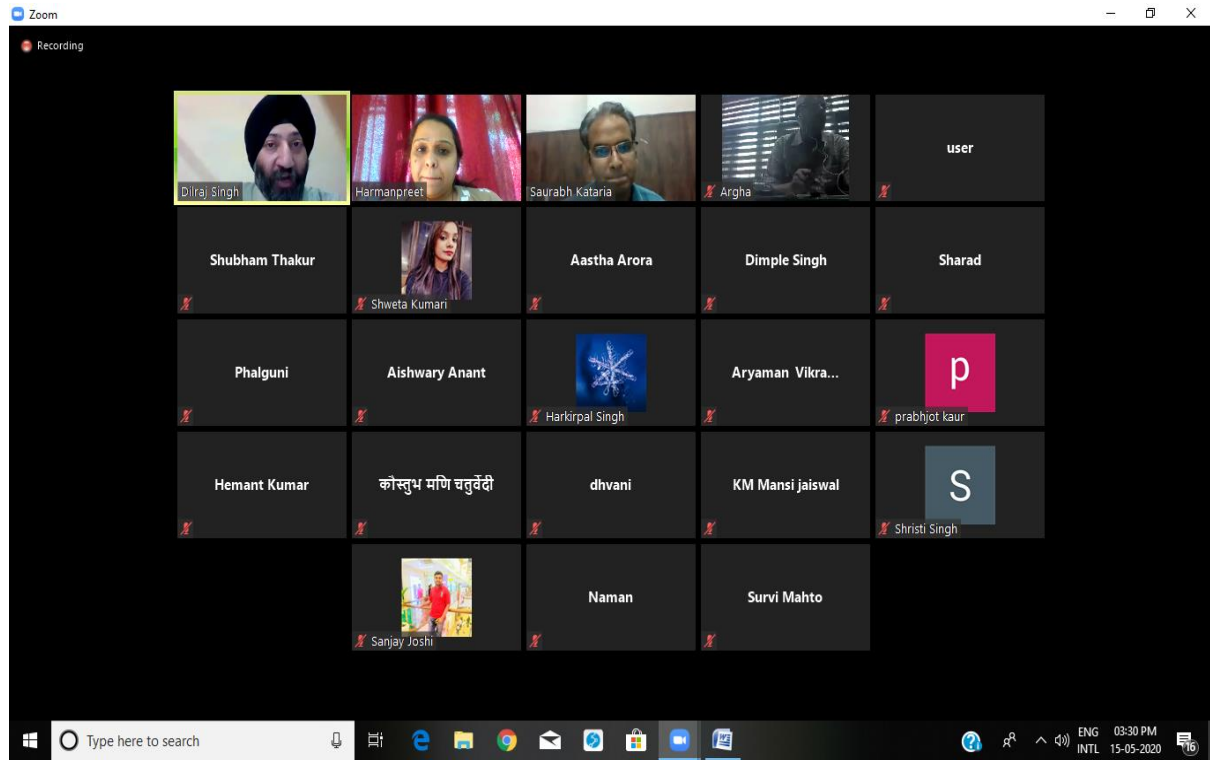 Zoom
Recording
Dilraj Singh
Harmanpreet
Saurabh Kataria
Argha
user
Shubham Thakur
Shweta Kumari
Aastha Arora
Dimple Singh
Sharad
Phalguni
Aishwary Anant
Harkirpal Singh
Aryaman Vikra...
p
prabhjot kaur
Hemant Kumar
कौस्तुभ मणि चतुर्वेदी
dhvani
KM Mansi jaiswal
S
Shristi Singh
Sanjay Joshi
Naman
Survi Mahto
Type here to search
ENG
INTL
03:30 PM
15-05-2020
16